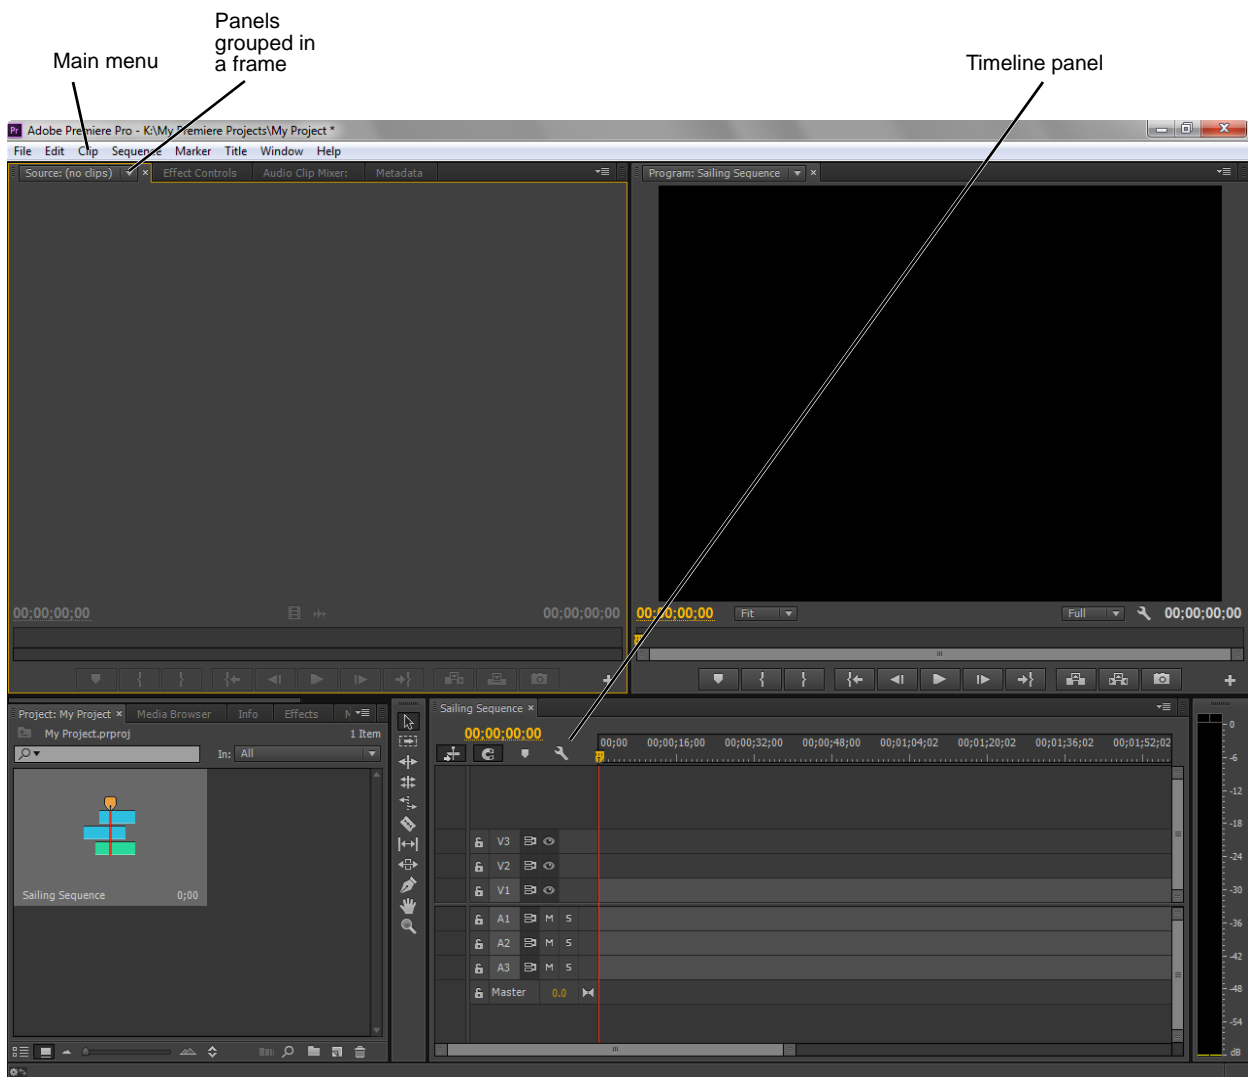 Panels
grouped in
a frame
Main menu
Timeline panel
Pr Adobe Premiere Pro - K:\My Premiere Projects\My Project *
File Edit Clip Sequence Marker Title Window Help
Source: (no clips) Effect Controls Audio Clip Mixer: Metadata
Program: Sailing Sequence
00;00;00;00 00;00;00;00
00;00;00;00 Fit Full 00;00;00;00
Project: My Project Media Browser Info Effects
My Project.prproj 1 Item
In: All
Sailing Sequence 0;00
Sailing Sequence
00;00;00;00
00;00 00;00;16;00 00;00;32;00 00;00;48;00 00;01;04;02 00;01;20;02 00;01;36;02 00;01;52;02
V3
V2
V1
A1 M S
A2 M S
A3 M S
Master 0.0
0
-6
-12
-18
-24
-30
-36
-42
-48
-54
dB